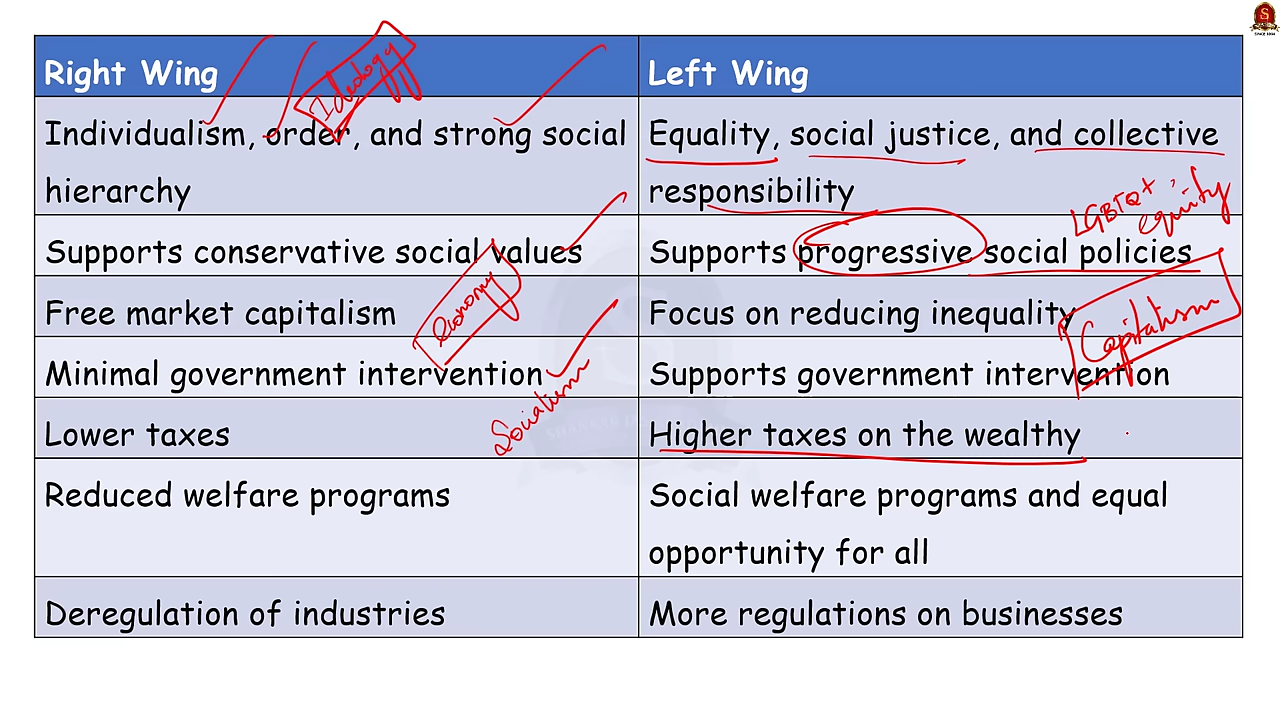 Right Wing
Left Wing
Ideology
Individualism, order, and strong social
hierarchy
Equality, social justice, and collective
responsibility
LGBTQ+
equity
Supports conservative social values
Supports progressive social policies
Free market capitalism
Economy
Focus on reducing inequality
Capitalism
Minimal government intervention
Supports government intervention
Socialism
Lower taxes
Higher taxes on the wealthy
Reduced welfare programs
Social welfare programs and equal
opportunity for all
Deregulation of industries
More regulations on businesses